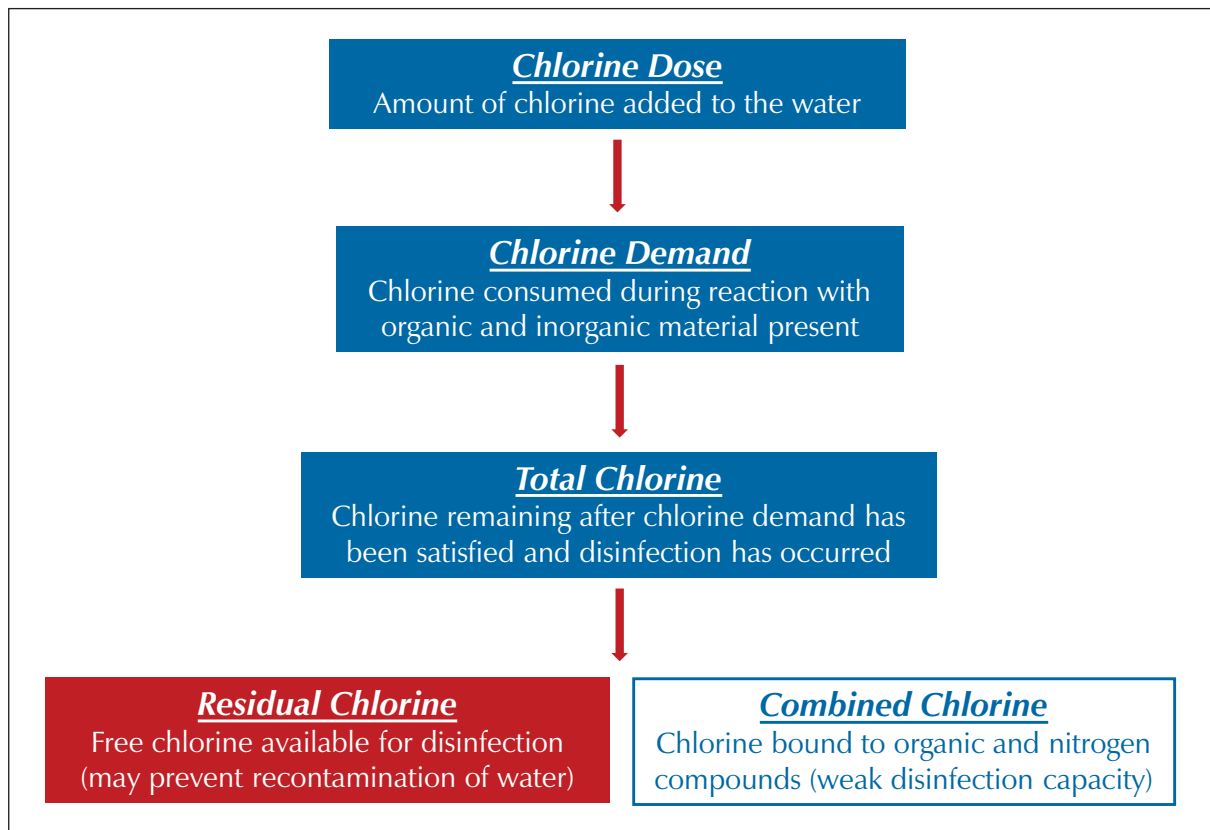 Chlorine Dose
Amount of chlorine added to the water
Chlorine Demand
Chlorine consumed during reaction with
organic and inorganic material present
Total Chlorine
Chlorine remaining after chlorine demand has
been satisfied and disinfection has occurred
Residual Chlorine
Free chlorine available for disinfection
(may prevent recontamination of water)
Combined Chlorine
Chlorine bound to organic and nitrogen
compounds (weak disinfection capacity)